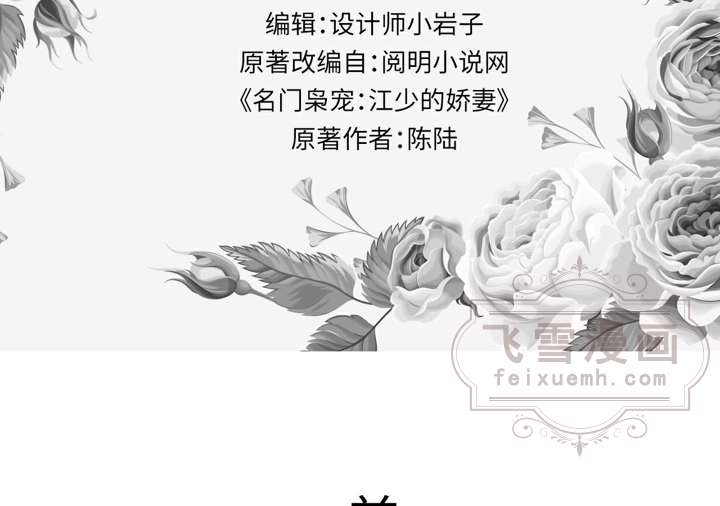 编辑：设计师小岩子
原著改编自：阅明小说网
《名门枭宠：江少的娇妻》
原著作者：陈陆
飞雪漫画
feixuemh.com